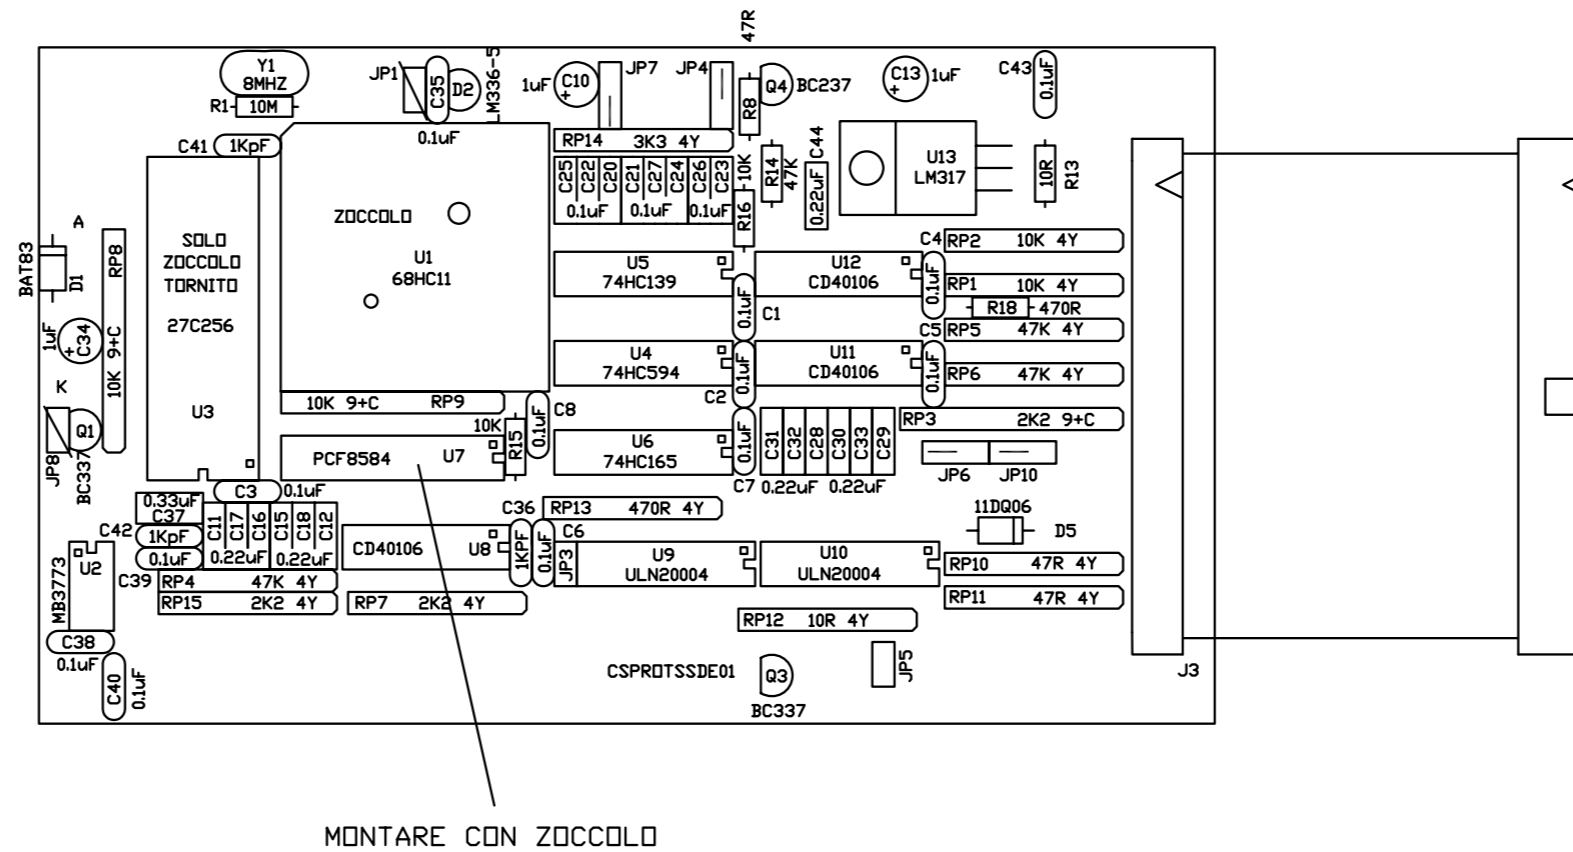 47R
Y1
8MHZ
R1 10M
JP1
C35
D2
LM336-5
0.1uF
1uF
C10
+
JP7
JP4
R8
Q4
BC237
C13
+
1uF
C43
0.1uF
C41
1KpF
RP14 3K3 4Y
C25
C22
C20
C21
C27
C24
C26
C23
0.1uF
0.1uF
0.1uF
10K
R16
R14
47K
C44
0.22uF
U13
LM317
10R
R13
A
BAT83
D1
RP8
10K 9+C
SOLO
ZOCCOLO
TORNITO
27C256
U3
ZOCCOLO
U1
68HC11
U5
74HC139
U12
CD40106
C4
0.1uF
RP2 10K 4Y
RP1 10K 4Y
R18
470R
0.1uF
C1
1uF
+
C34
K
U4
74HC594
U11
CD40106
C5
0.1uF
RP5 47K 4Y
RP6 47K 4Y
0.1uF
C2
10K 9+C RP9
10K
R15
0.1uF
C8
RP3 2K2 9+C
JP8
Q1
BC337
PCF8584 U7
U6
74HC165
0.1uF
C7
C31
C32
C28
C30
C33
C29
0.22uF
0.22uF
JP6
JP10
C3
0.1uF
0.33uF
C37
C42
1KpF
0.1uF
C39
C11
C17
C16
C15
C18
C12
0.22uF
0.22uF
CD40106 U8
C36
1KPF
0.1uF
C6
RP13 470R 4Y
JP3
U9
ULN20004
U10
ULN20004
11DQ06
D5
RP10 47R 4Y
RP11 47R 4Y
MB3773
U2
RP4 47K 4Y
RP15 2K2 4Y
RP7 2K2 4Y
RP12 10R 4Y
C38
0.1uF
C40
0.1uF
CSPROTSSDE01
Q3
BC337
JP5
J3
MONTARE CON ZOCCOLO